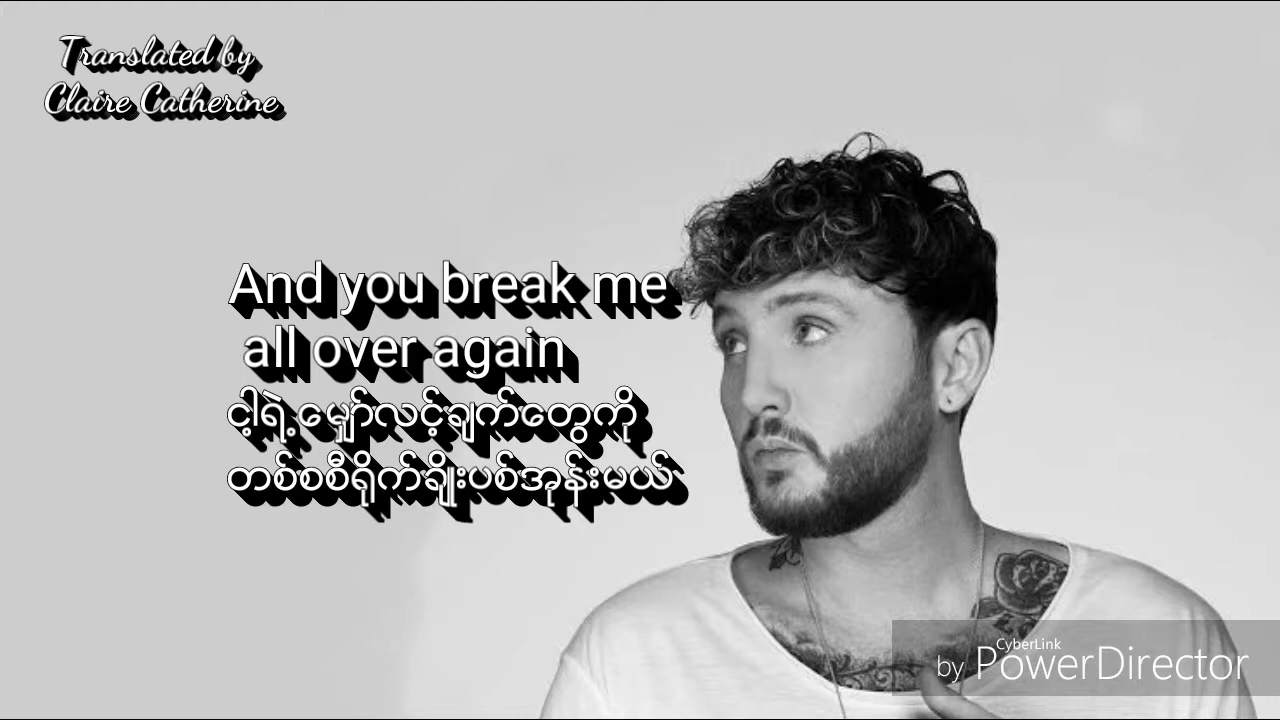 Translated by
Claire Catherine
And you break me
all over again
ငါ့ရဲ့ မျှော်လင့်ချက်တွေကို
တစ်စစီရိုက်ချိုးပစ်အုန်းမယ်
CyberLink
by PowerDirector